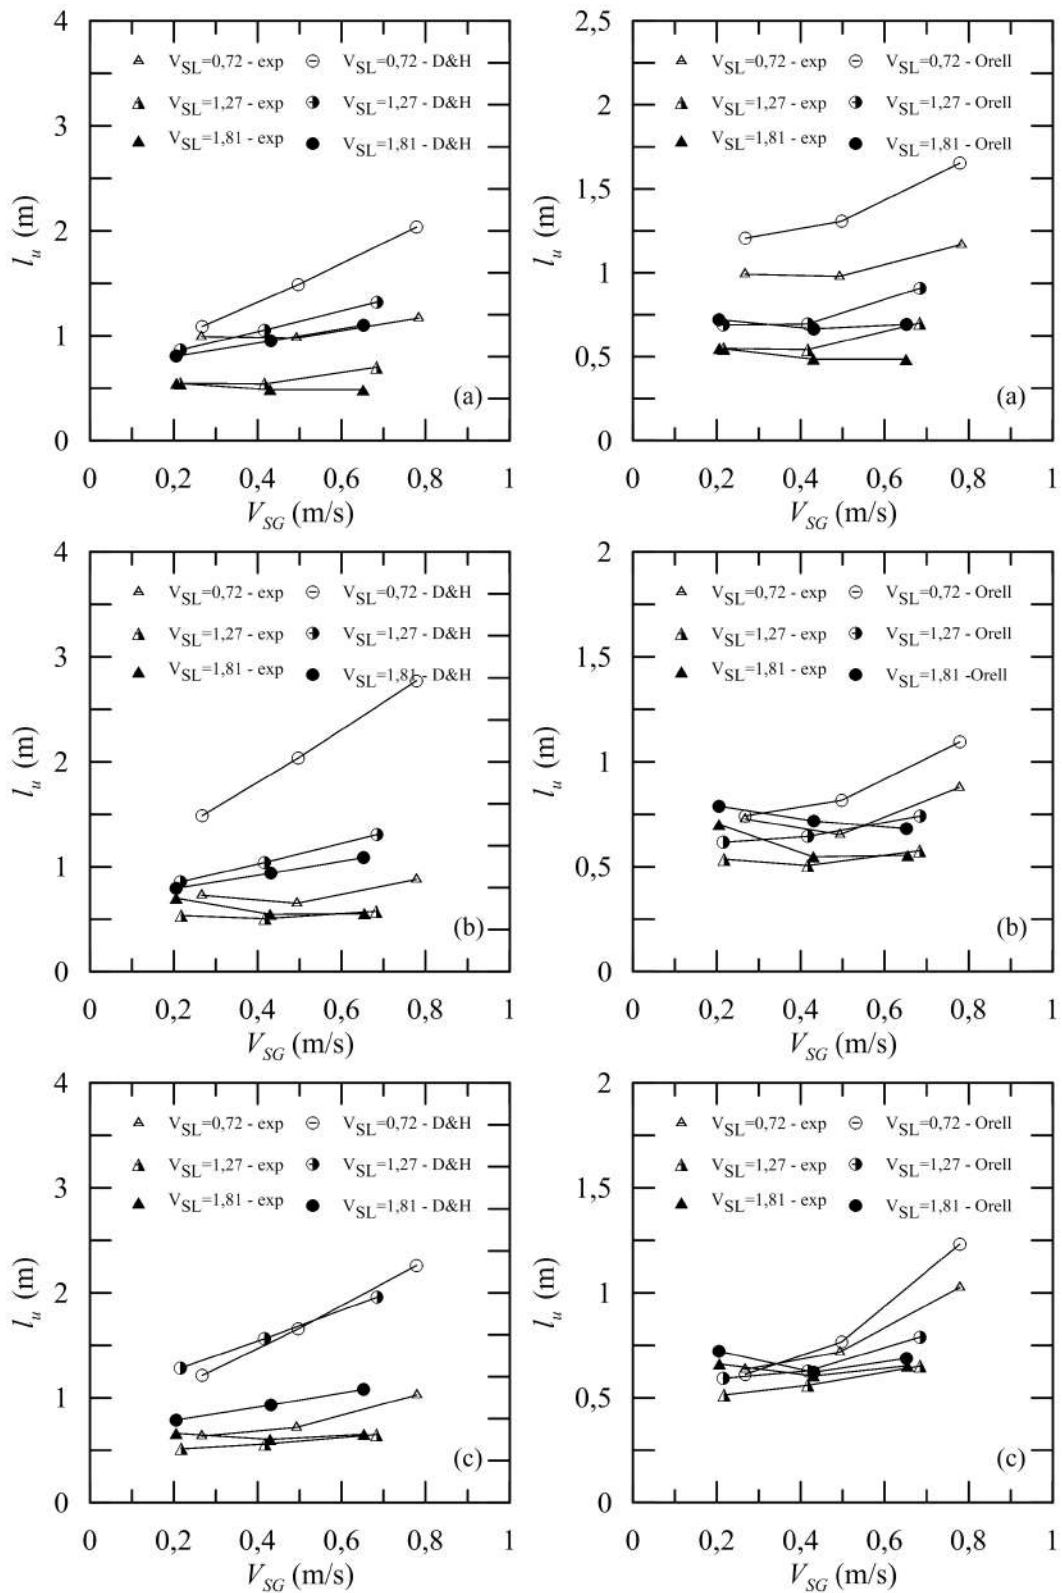 4
V_SL=0,72 - exp V_SL=0,72 - D&H
V_SL=1,27 - exp V_SL=1,27 - D&H
V_SL=1,81 - exp V_SL=1,81 - D&H
3
2
1
0
l_u (m)
(a)
0 0,2 0,4 0,6 0,8 1
V_SG (m/s)
2,5
V_SL=0,72 - exp V_SL=0,72 - Orell
V_SL=1,27 - exp V_SL=1,27 - Orell
V_SL=1,81 - exp V_SL=1,81 - Orell
2
1,5
1
0,5
0
l_u (m)
(a)
0 0,2 0,4 0,6 0,8 1
V_SG (m/s)
4
V_SL=0,72 - exp V_SL=0,72 - D&H
V_SL=1,27 - exp V_SL=1,27 - D&H
V_SL=1,81 - exp V_SL=1,81 - D&H
3
2
1
0
l_u (m)
(b)
0 0,2 0,4 0,6 0,8 1
V_SG (m/s)
2
V_SL=0,72 - exp V_SL=0,72 - Orell
V_SL=1,27 - exp V_SL=1,27 - Orell
V_SL=1,81 - exp V_SL=1,81 -Orell
1,5
1
0,5
0
l_u (m)
(b)
0 0,2 0,4 0,6 0,8 1
V_SG (m/s)
4
V_SL=0,72 - exp V_SL=0,72 - D&H
V_SL=1,27 - exp V_SL=1,27 - D&H
V_SL=1,81 - exp V_SL=1,81 - D&H
3
2
1
0
l_u (m)
(c)
0 0,2 0,4 0,6 0,8 1
V_SG (m/s)
2
V_SL=0,72 - exp V_SL=0,72 - Orell
V_SL=1,27 - exp V_SL=1,27 - Orell
V_SL=1,81 - exp V_SL=1,81 - Orell
1,5
1
0,5
0
l_u (m)
(c)
0 0,2 0,4 0,6 0,8 1
V_SG (m/s)